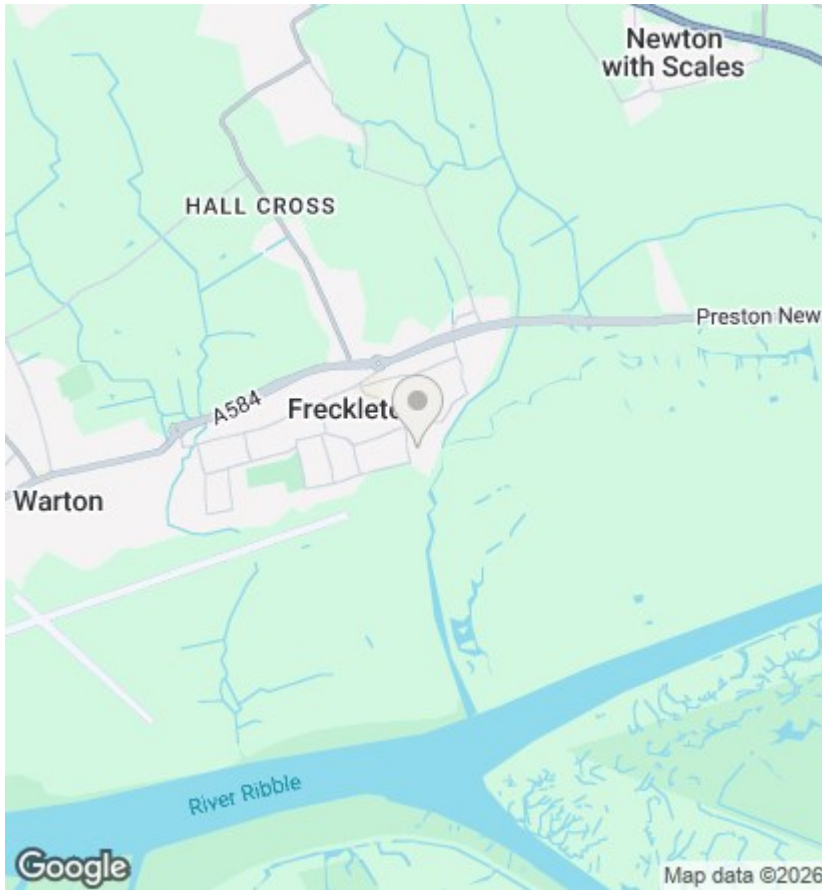 Newton
with Scales
HALL CROSS
Preston New
A584
Freckleto
Warton
River Ribble
Google
Map data ©2026